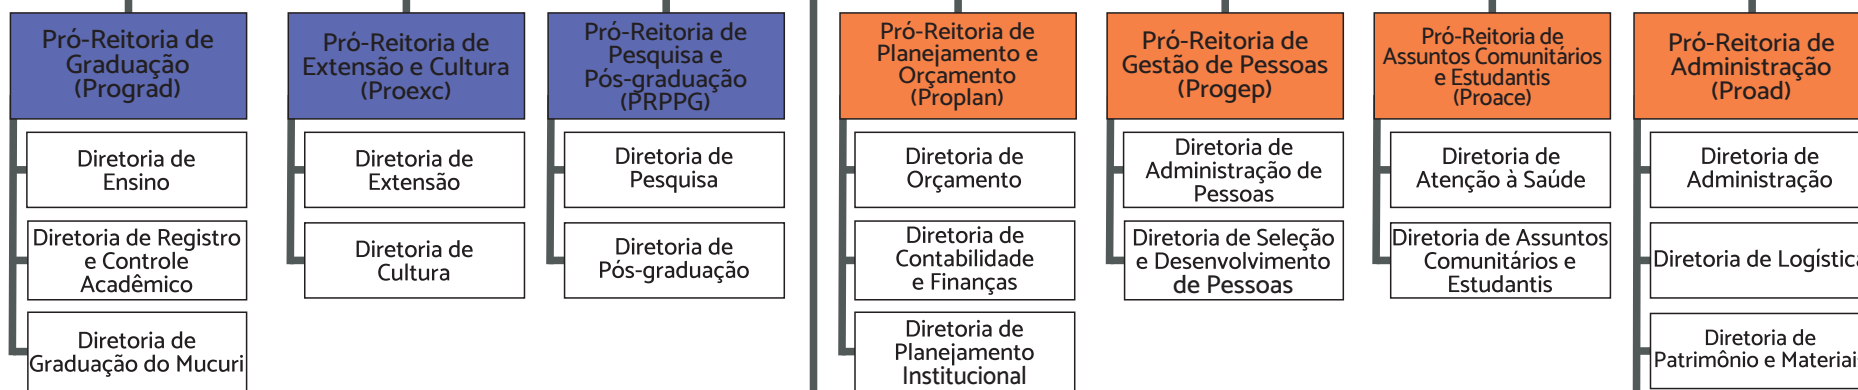 Pró-Reitoria de
Graduação
(Prograd)
Diretoria de
Ensino
Diretoria de Registro
e Controle
Acadêmico
Diretoria de
Graduação do Mucuri
Pró-Reitoria de
Extensão e Cultura
(Proexc)
Diretoria de
Extensão
Diretoria de
Cultura
Pró-Reitoria de
Pesquisa e
Pós-graduação
(PRPPG)
Diretoria de
Pesquisa
Diretoria de
Pós-graduação
Pró-Reitoria de
Planejamento e
Orçamento
(Proplan)
Diretoria de
Orçamento
Diretoria de
Contabilidade
e Finanças
Diretoria de
Planejamento
Institucional
Pró-Reitoria de
Gestão de Pessoas
(Progep)
Diretoria de
Administração de
Pessoas
Diretoria de Seleção
e Desenvolvimento
de Pessoas
Pró-Reitoria de
Assuntos Comunitários
e Estudantis
(Proace)
Diretoria de
Atenção à Saúde
Diretoria de Assuntos
Comunitários e
Estudantis
Pró-Reitoria de
Administração
(Proad)
Diretoria de
Administração
Diretoria de Logística
Diretoria de
Patrimônio e Materiais